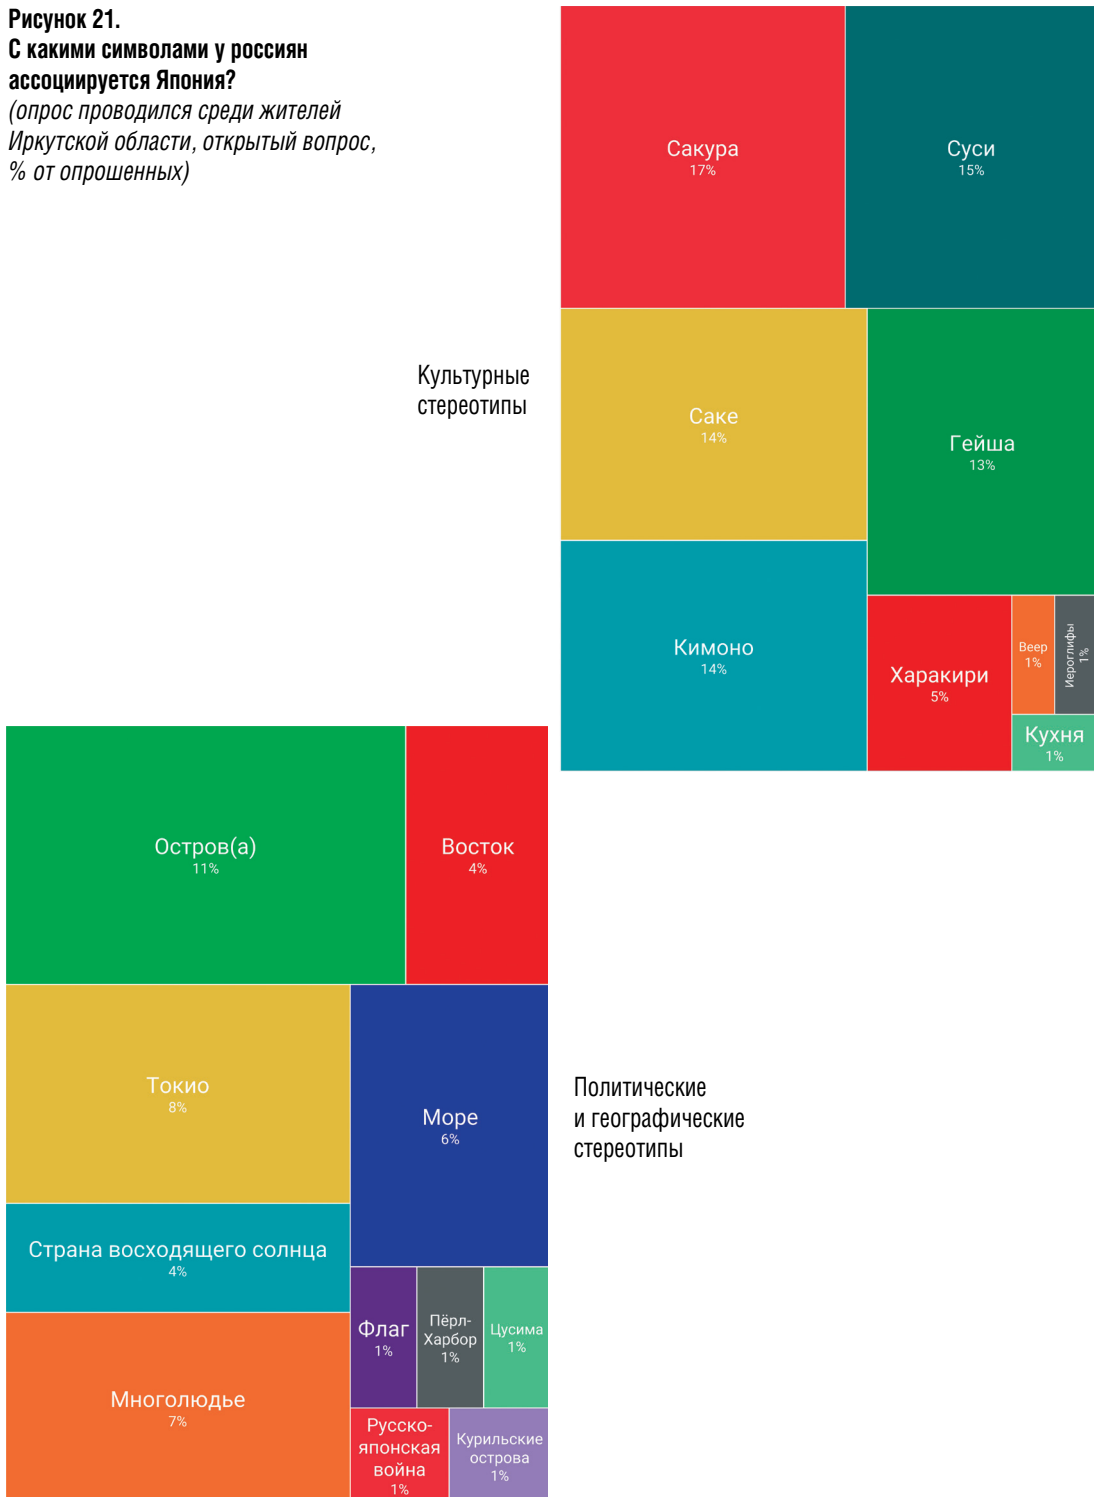 Рисунок 21.
С какими символами у россиян
ассоциируется Япония?
(опрос проводился среди жителей
Иркутской области, открытый вопрос,
% от опрошенных)
Культурные
стереотипы
Сакура
17%
Суси
15%
Саке
14%
Гейша
13%
Кимоно
14%
Харакири
5%
Веер
1%
Иероглифы
1%
Кухня
1%
Остров(а)
11%
Восток
4%
Токио
8%
Море
6%
Страна восходящего солнца
4%
Многолюдье
7%
Флаг
1%
Пёрл-
Харбор
1%
Цусима
1%
Русско-
японская
война
1%
Курильские
острова
1%
Политические
и географические
стереотипы